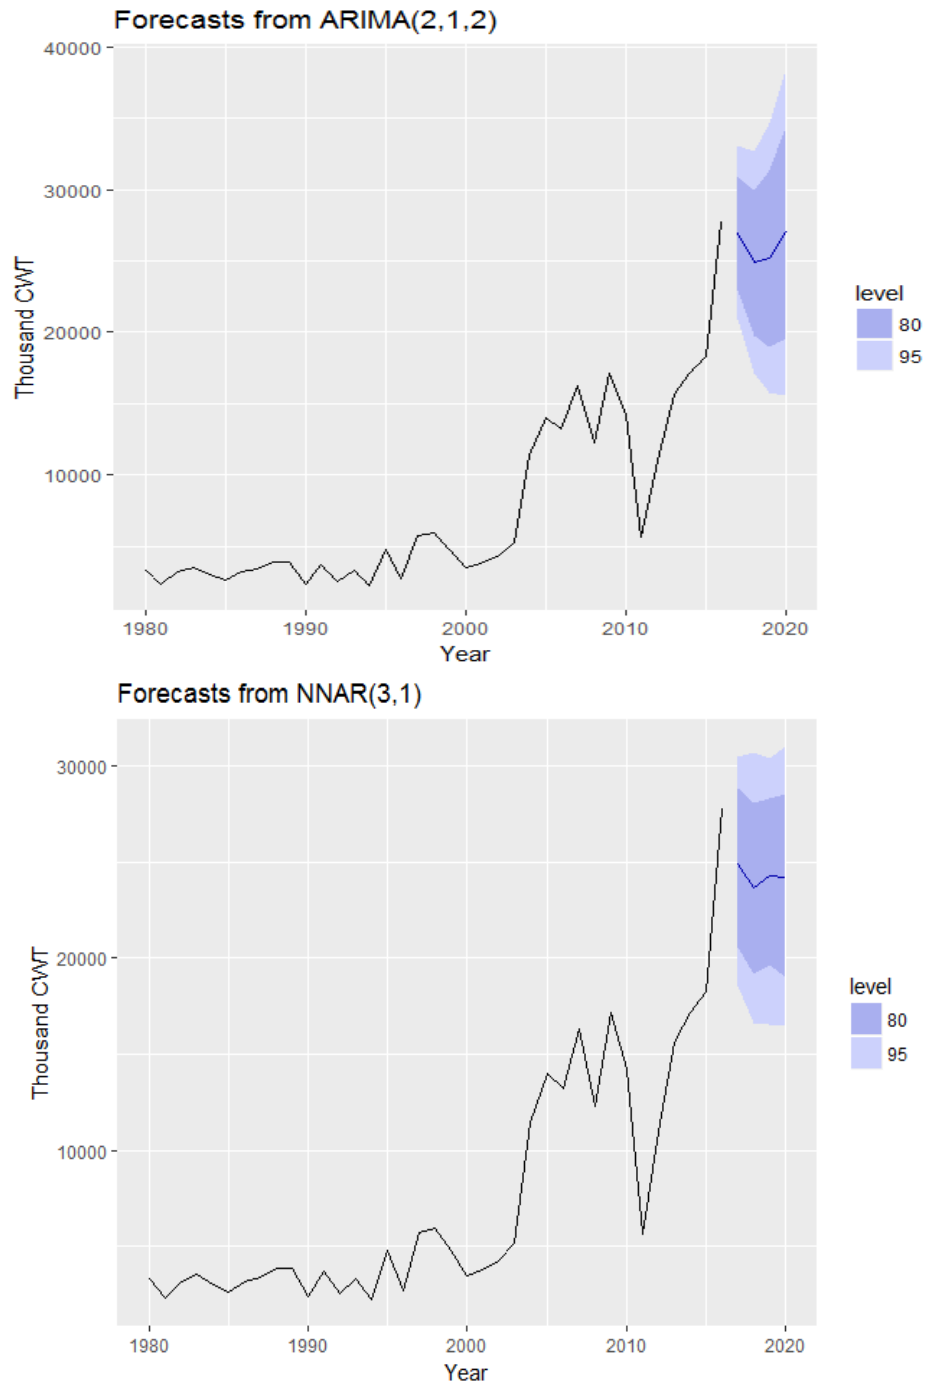 Forecasts from ARIMA(2,1,2)
40000
30000
20000
10000
Thousand CWT
1980
1990
2000
2010
2020
Year
level
80
95
Forecasts from NNAR(3,1)
30000
20000
10000
Thousand CWT
1980
1990
2000
2010
2020
Year
level
80
95